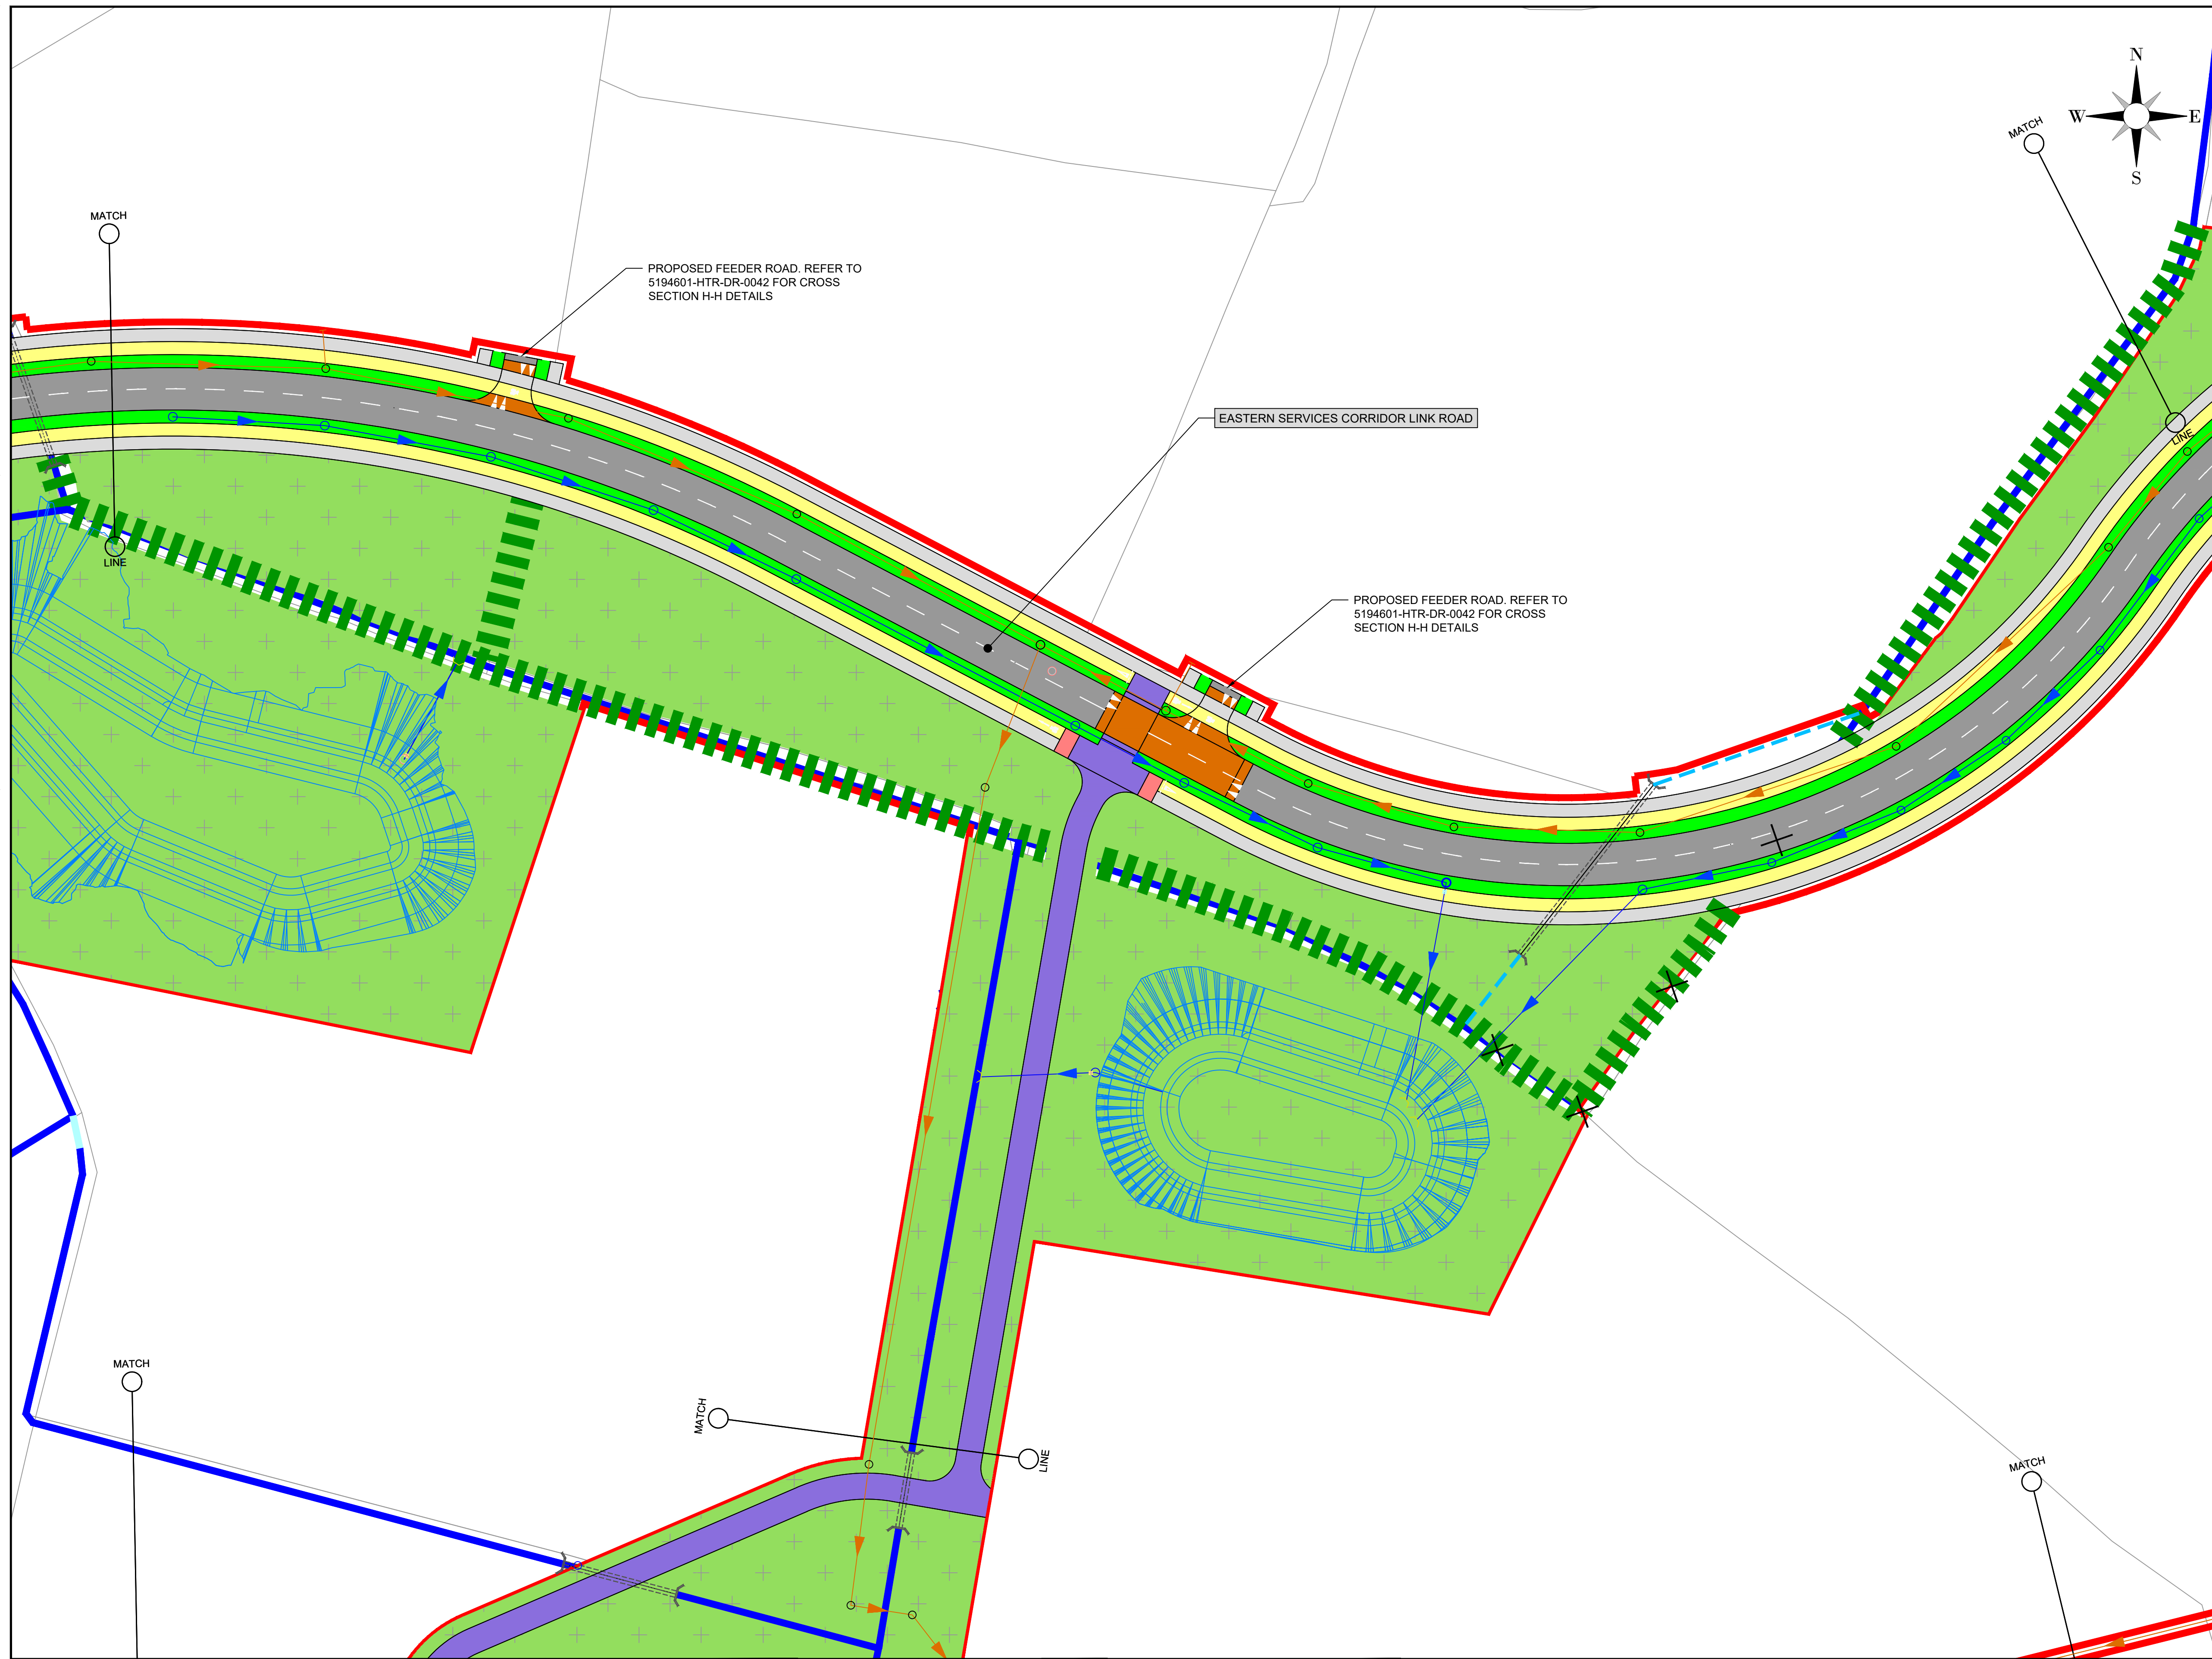 N
W
E
S
MATCH
MATCH
PROPOSED FEEDER ROAD. REFER TO
5194601-HTR-DR-0042 FOR CROSS
SECTION H-H DETAILS
EASTERN SERVICES CORRIDOR LINK ROAD
LINE
LINE
PROPOSED FEEDER ROAD. REFER TO
5194601-HTR-DR-0042 FOR CROSS
SECTION H-H DETAILS
MATCH
MATCH
LINE
MATCH